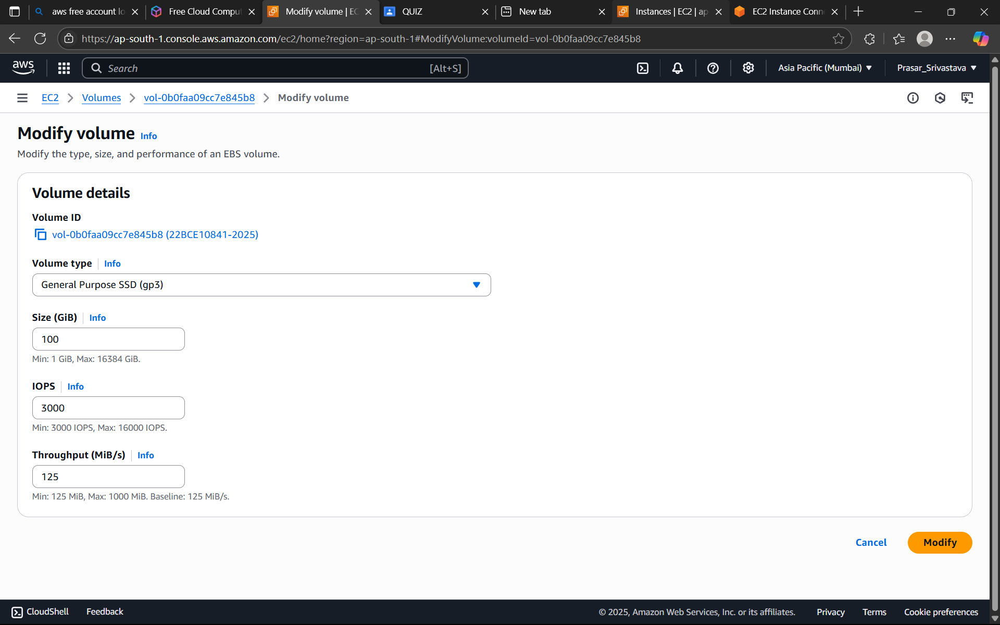 aws free account lo
Free Cloud Comput
Modify volume | EC
QUIZ
New tab
Instances | EC2 | ap
EC2 Instance Conn
https://ap-south-1.console.aws.amazon.com/ec2/home?region=ap-south-1#ModifyVolume:volumeId=vol-0b0faa09cc7e845b8
aws
Search
[Alt+S]
Asia Pacific (Mumbai)
Prasar_Srivastava
EC2
Volumes
vol-0b0faa09cc7e845b8
Modify volume
Modify volume Info
Modify the type, size, and performance of an EBS volume.
Volume details
Volume ID
vol-0b0faa09cc7e845b8 (22BCE10841-2025)
Volume type Info
General Purpose SSD (gp3)
Size (GiB) Info
100
Min: 1 GiB, Max: 16384 GiB.
IOPS Info
3000
Min: 3000 IOPS, Max: 16000 IOPS.
Throughput (MiB/s) Info
125
Min: 125 MiB, Max: 1000 MiB. Baseline: 125 MiB/s.
Cancel
Modify
CloudShell
Feedback
© 2025, Amazon Web Services, Inc. or its affiliates.
Privacy
Terms
Cookie preferences